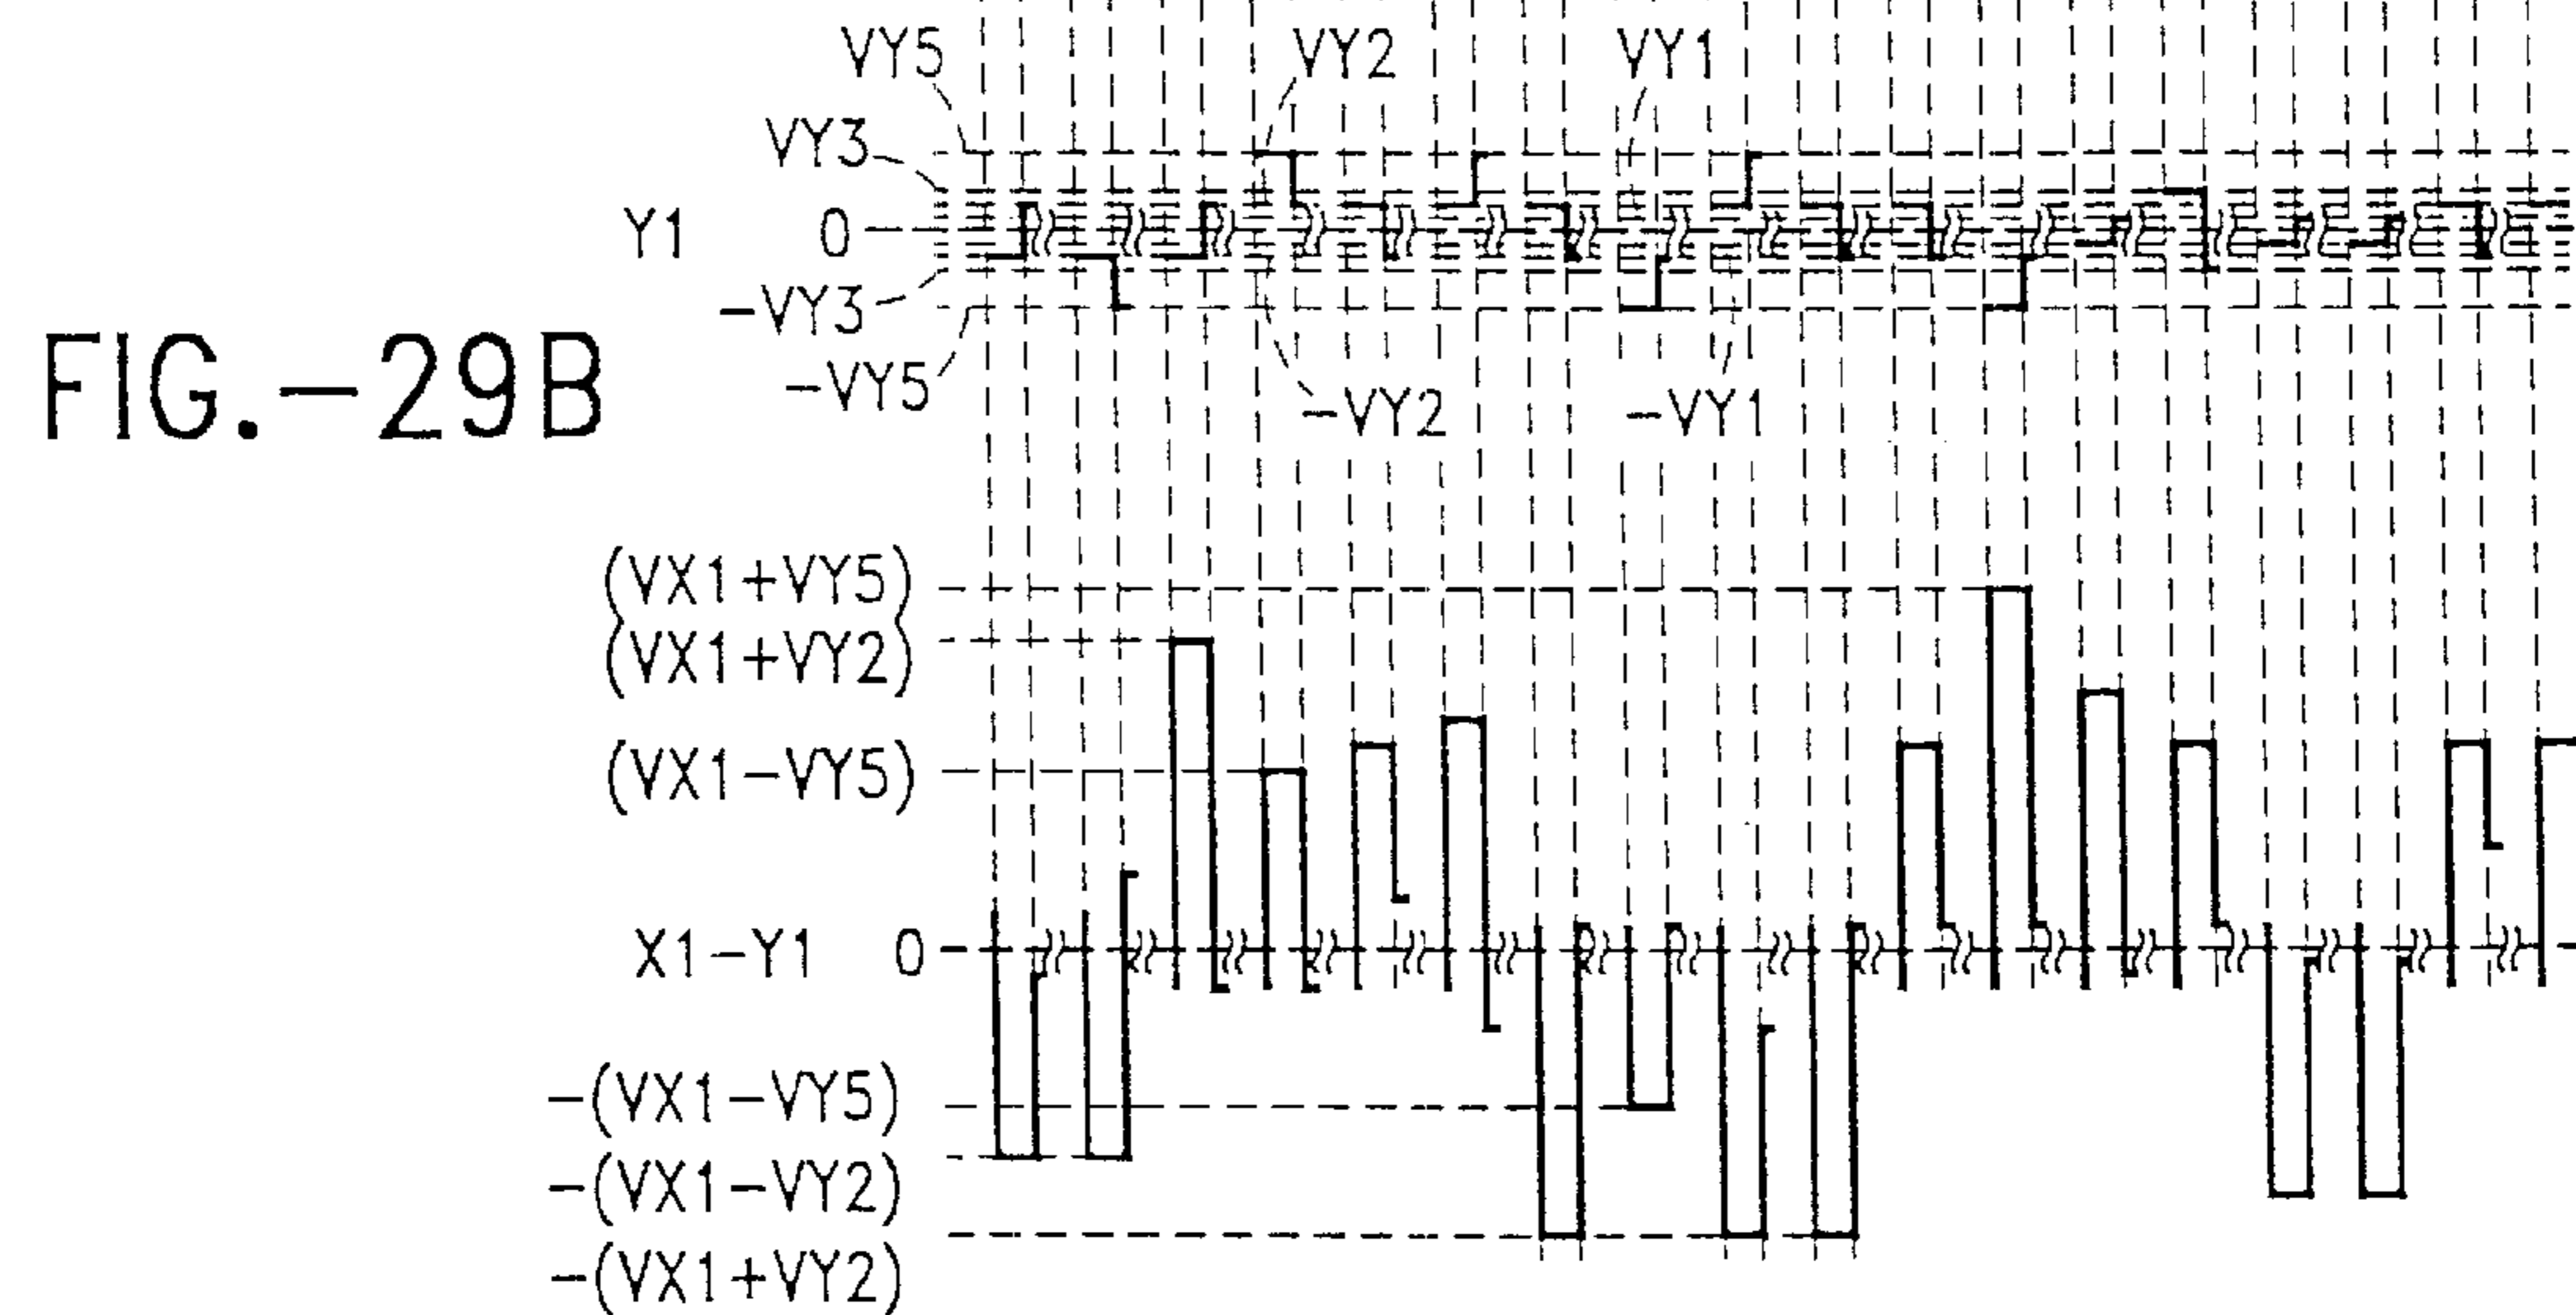 VY5
VY2
VY1
VY3
Y1 0
-VY3
-VY5
-VY2
-VY1
FIG.-29B
(VX1+VY5)
(VX1+VY2)
(VX1-VY5)
X1-Y1 0
-(VX1-VY5)
-(VX1-VY2)
-(VX1+VY2)